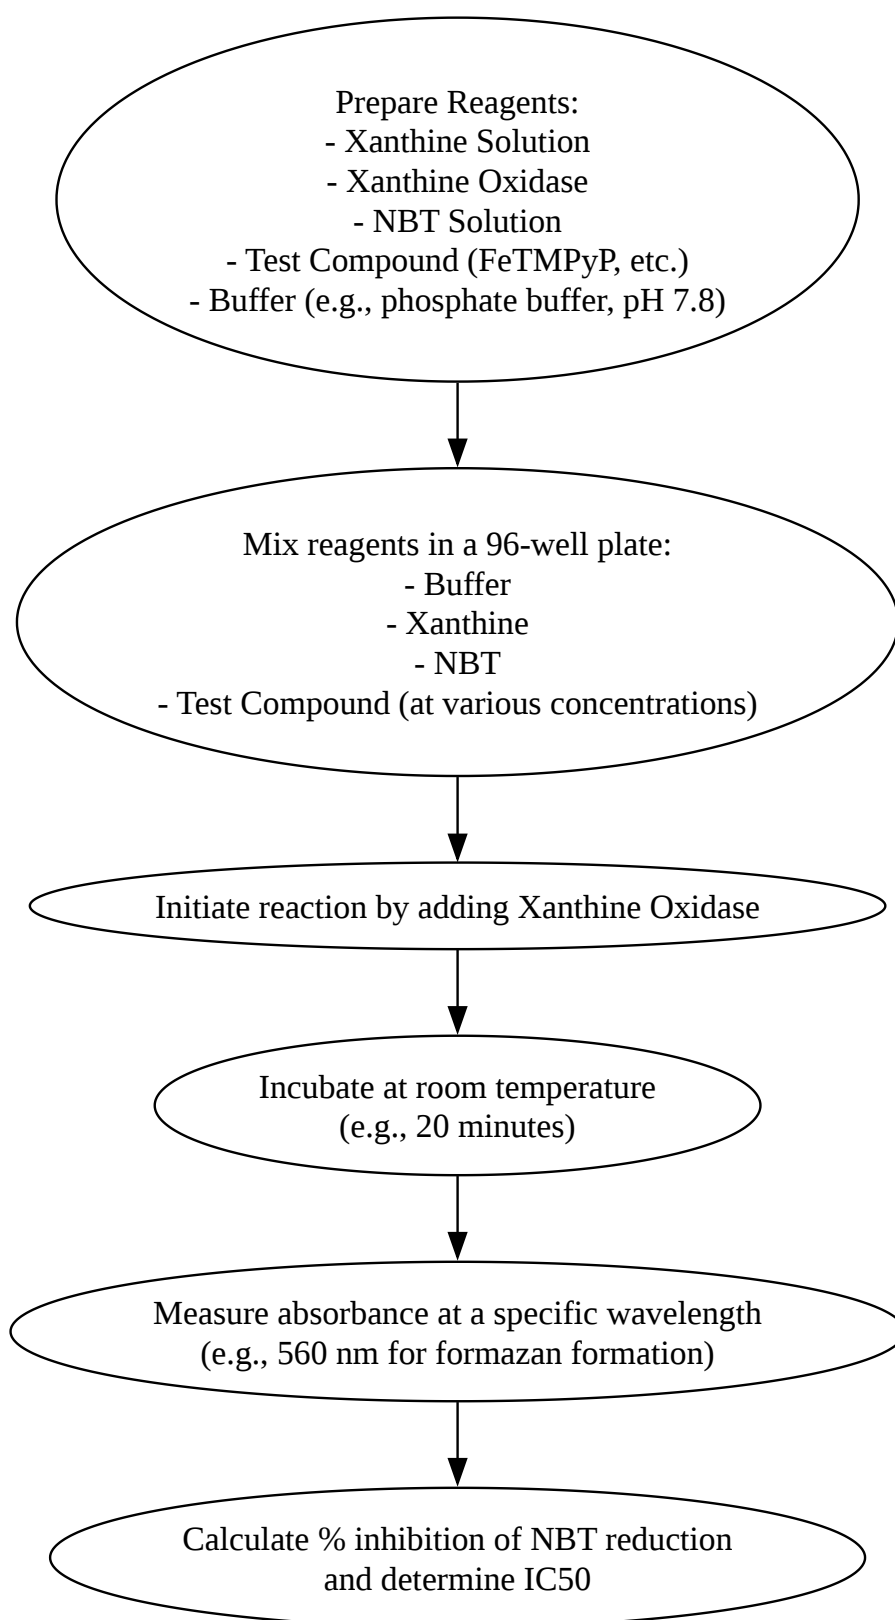 Prepare Reagents:
- Xanthine Solution
- Xanthine Oxidase
- NBT Solution
- Test Compound (FeTMPyP, etc.)
- Buffer (e.g., phosphate buffer, pH 7.8)
Mix reagents in a 96-well plate:
- Buffer
- Xanthine
- NBT
- Test Compound (at various concentrations)
Initiate reaction by adding Xanthine Oxidase
Incubate at room temperature
(e.g., 20 minutes)
Measure absorbance at a specific wavelength
(e.g., 560 nm for formazan formation)
Calculate % inhibition of NBT reduction
and determine IC50